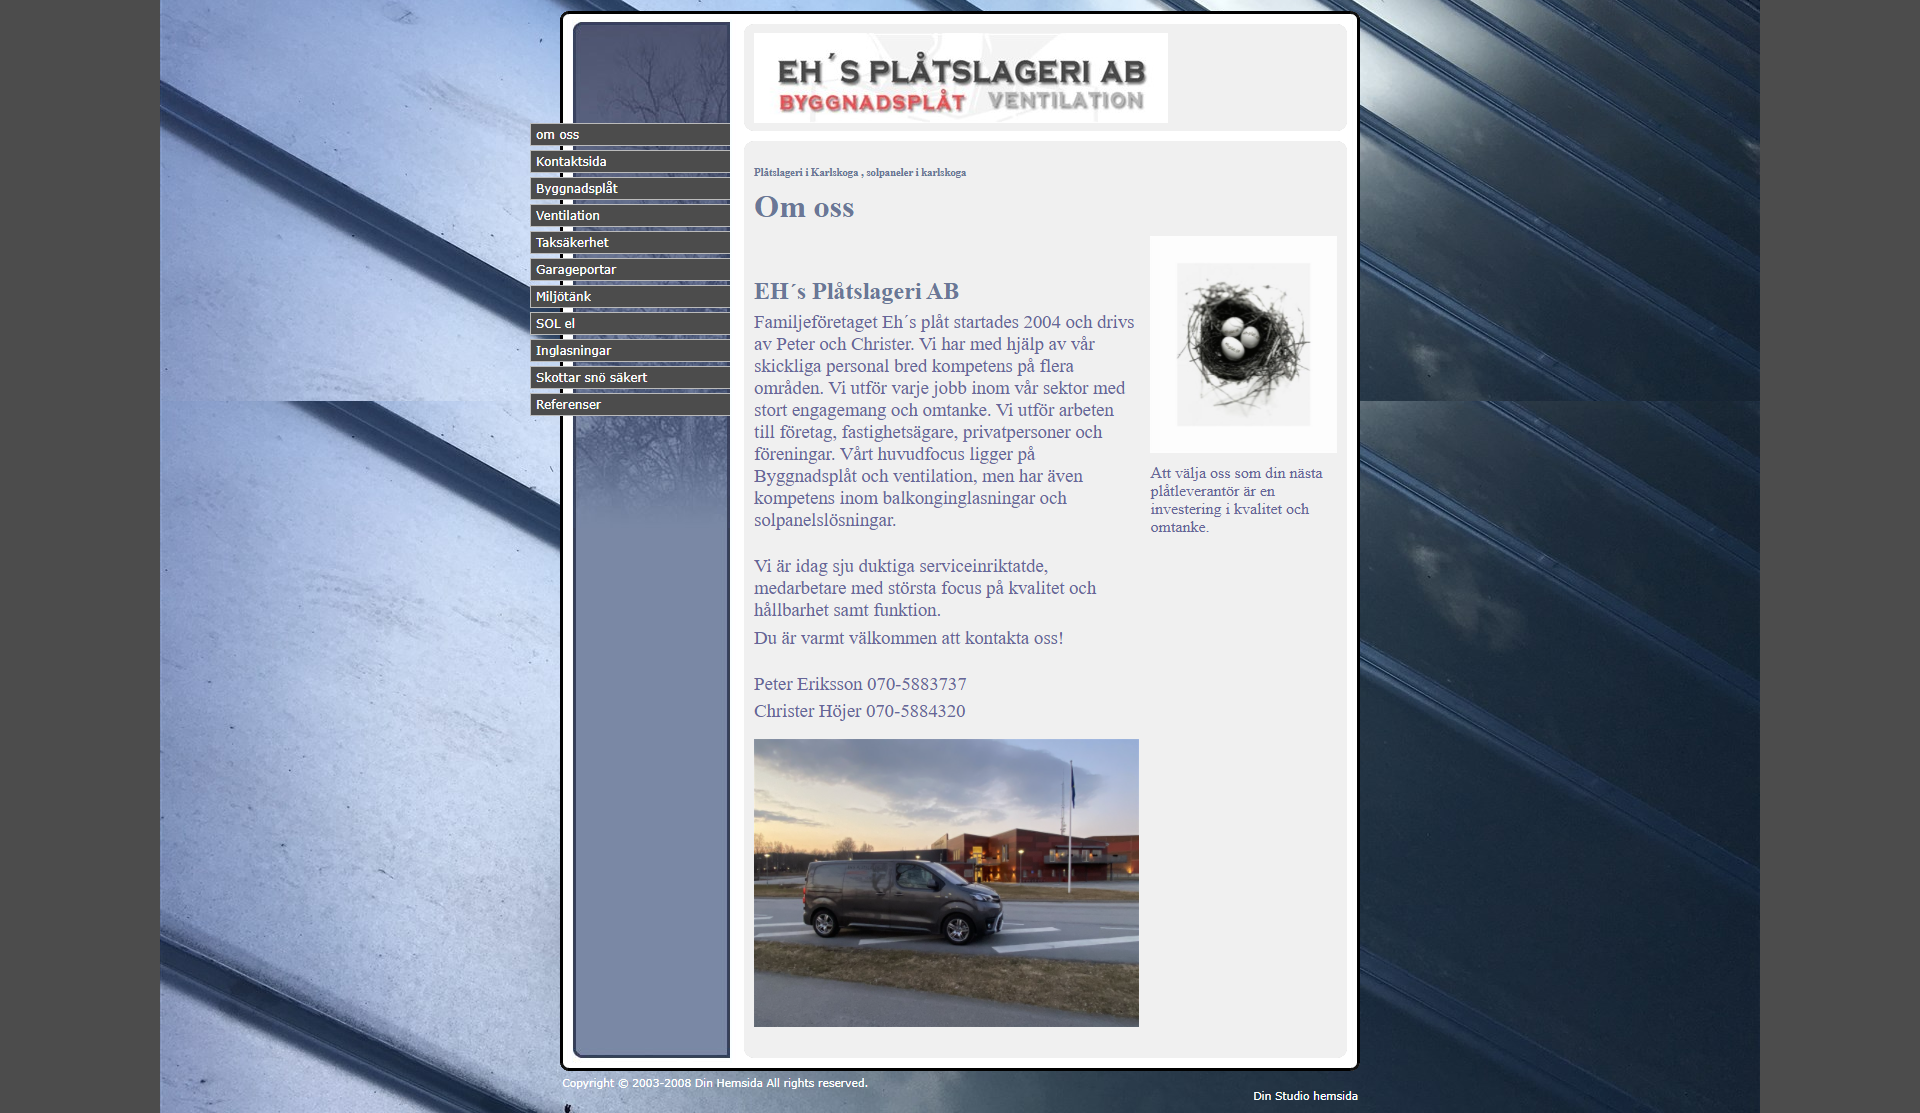 EH´S PLÅTSLAGERI AB
BYGGNADSPLÅT VENTILATION
om oss
Kontaktsida
Byggnadsplåt
Ventilation
Taksäkerhet
Garageportar
Miljötänk
SOL el
Inglasningar
Skottar snö säkert
Referenser
Plåtslageri i Karlskoga , solpaneler i karlskoga
Om oss
EH´s Plåtslageri AB
Familjeföretaget Eh´s plåt startades 2004 och drivs
av Peter och Christer. Vi har med hjälp av vår
skickliga personal bred kompetens på flera
områden. Vi utför varje jobb inom vår sektor med
stort engagemang och omtanke. Vi utför arbeten
till företag, fastighetsägare, privatpersoner och
föreningar. Vårt huvudfocus ligger på
Byggnadsplåt och ventilation, men har även
kompetens inom balkonginglasningar och
solpanelslösningar.
Vi är idag sju duktiga serviceinriktatde,
medarbetare med största focus på kvalitet och
hållbarhet samt funktion.
Du är varmt välkommen att kontakta oss!
Peter Eriksson 070-5883737
Christer Höjer 070-5884320
Att välja oss som din nästa
plåtleverantör är en
investering i kvalitet och
omtanke.
Copyright © 2003-2008 Din Hemsida All rights reserved.
Din Studio hemsida